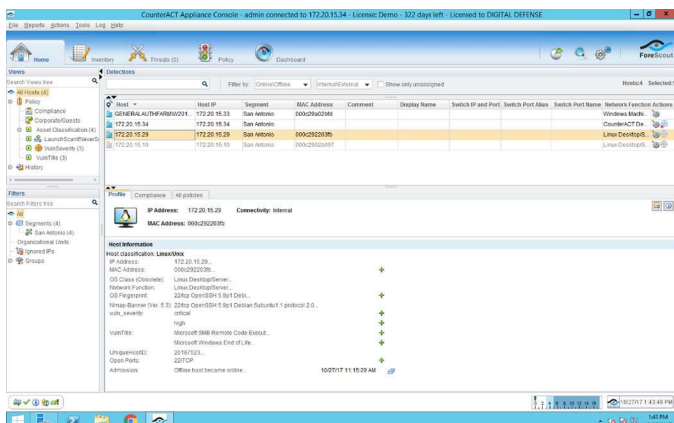 CounterACT Appliance Console - admin connected to 172.20.15.34 - License: Demo - 322 days left - Licensed to DIGITAL DEFENSE
File Reports Actions Tools Log Help
Home Inventory Threats (0) Policy Dashboard ForeScout
Views
Search Views tree
All Hosts (4)
Policy
Compliance
Corporate/Guests
Asset Classification (4)
VulnSeverity (3)
VulnTitle (3)
History
Filters
Search Filters tree
All
Segments (4)
San Antonio (4)
Organizational Units
Ignored IPs
Groups
Detections
Filter by: Online/Offline Internal/External Show only unassigned Hosts:4 Selected:
Host Host IP Segment MAC Address Comment Display Name Switch IP and Port Switch Port Alias Switch Port Name Network Function Actions
172.20.15.33 San Antonio Windows Machi..
172.20.15.34 172.20.15.34 San Antonio CounterACT De..
172.20.15.29 172.20.15.29 San Antonio 000c292203fb Linux Desktop/S..
172.20.15.10 172.20.15.10 San Antonio Linux Desktop/S..
Profile Compliance All policies
IP Address: 172.20.15.29 Connectivity: Internal
MAC Address: 000c292203fb
Host Information
Host classification: Linux/Unix
IP Address: 172.20.15.29...
MAC Address: 000c292203fb...
OS Class (Obsolete): Linux Desktop/Server...
Network Function: Linux Desktop/Server...
OS Fingerprint: 22/tcp OpenSSH 5.9p1 Debi...
Nmap-Banner (Ver. 5.3): 22/tcp OpenSSH 5.9p1 Debian 5ubuntu1.1 protocol 2.0...
vuln_severity: critical
high
VulnTitle: Microsoft SMB Remote Code Execut...
Microsoft Windows End of Life...
UniqueHostID: 20167523...
Open Ports: 22/TCP
Admission: Offline host became online... 10/27/17 11:15:29 AM
10/27/17 1:43:48 PM
1:43 PM